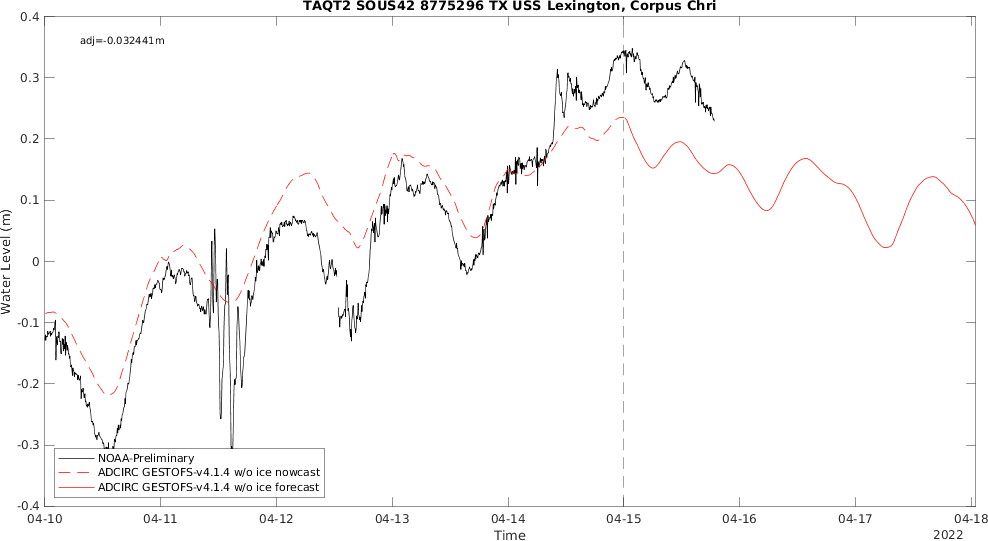 TAQT2 SOUS42 8775296 TX USS Lexington, Corpus Chri
adj=-0.032441m
0.4
0.3
0.2
0.1
0
-0.1
-0.2
-0.3
-0.4
Water Level (m)
NOAA-Preliminary
ADCIRC GESTOFS-v4.1.4 w/o ice nowcast
ADCIRC GESTOFS-v4.1.4 w/o ice forecast
04-10 04-11 04-12 04-13 04-14 04-15 04-16 04-17 04-18
Time
2022